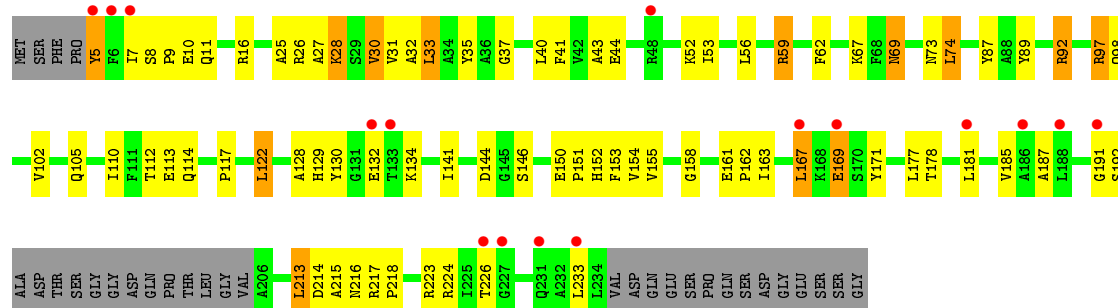 MET SER PHE PRO Y5 F6 I7 S8 P9 E10 Q11 R16 A25 R26 A27 K28 S29 V30 V31 A32 L33 A34 Y35 A36 G37 L40 F41 V42 A43 E44 R48 K52 I53 L56 R59 F62 K67 F68 N69 N73 L74 Y87 A88 Y89 R92 R97
V102 Q105 I110 F111 T112 E113 Q114 P117 L122 A128 H129 Y130 G131 E132 T133 K134 I141 D144 G145 S146 E150 P151 H152 F153 V154 V155 G158 E161 P162 I163 L167 K168 E169 S170 Y171 L177 T178 L181 V185 A186 A187 L188 G191
ALA ASP THR SER GLY GLY ASP GLN PRO THR LEU GLY VAL A206 L213 D214 A215 N216 R217 P218 R223 R224 I225 T226 G227 Q231 A232 L233 L234 VAL ASP GLN GLU SER PRO GLN SER ASP GLY GLU SER SER GLY